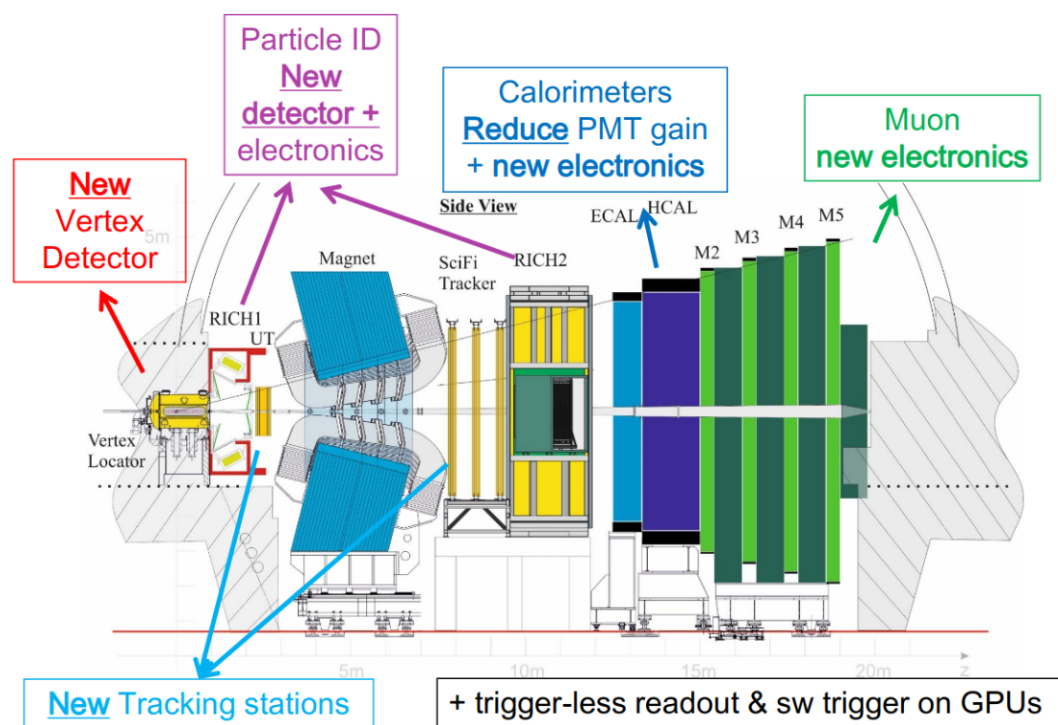 Particle ID
New
detector +
electronics
Calorimeters
Reduce PMT gain
+ new electronics
Muon
new electronics
New
Vertex
Detector
Side View
5m
ECAL
HCAL
M2
M3
M4
M5
Magnet
SciFi
Tracker
RICH2
RICH1
UT
Vertex
Locator
5m
10m
15m
20m
z
New Tracking stations
+ trigger-less readout & sw trigger on GPUs